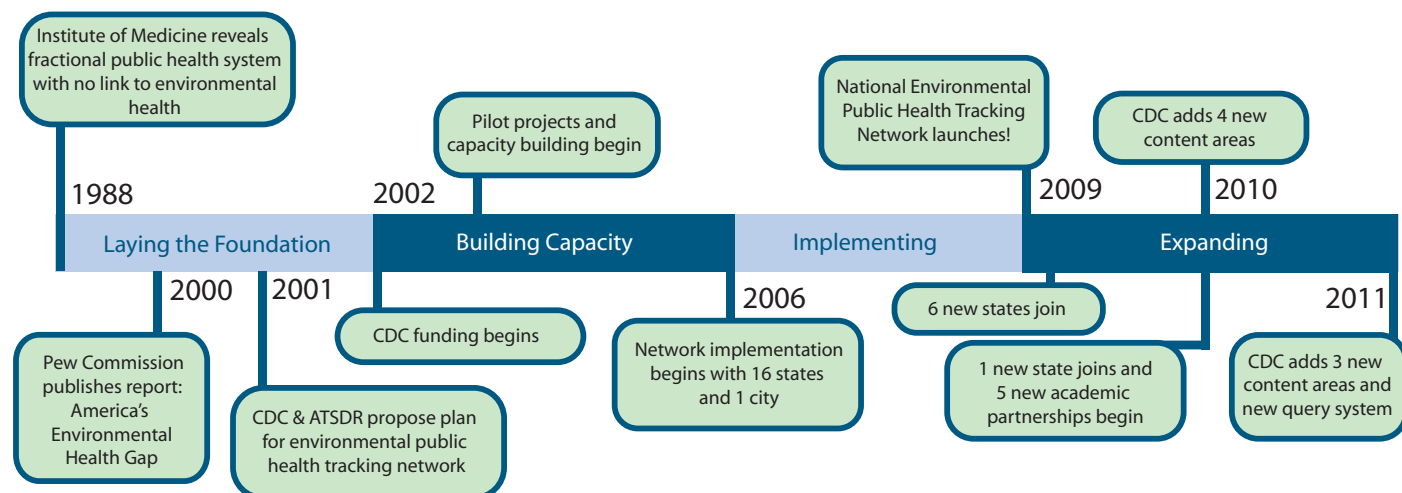 Institute of Medicine reveals
fractional public health system
with no link to environmental
health
Pilot projects and
capacity building begin
National Environmental
Public Health Tracking
Network launches!
CDC adds 4 new
content areas
1988
2002
2009
2010
Laying the Foundation
Building Capacity
Implementing
Expanding
2000
2001
2006
2011
Pew Commission
publishes report:
America's
Environmental
Health Gap
CDC & ATSDR propose plan
for environmental public
health tracking network
CDC funding begins
Network implementation
begins with 16 states
and 1 city
6 new states join
1 new state joins and
5 new academic
partnerships begin
CDC adds 3 new
content areas and
new query system